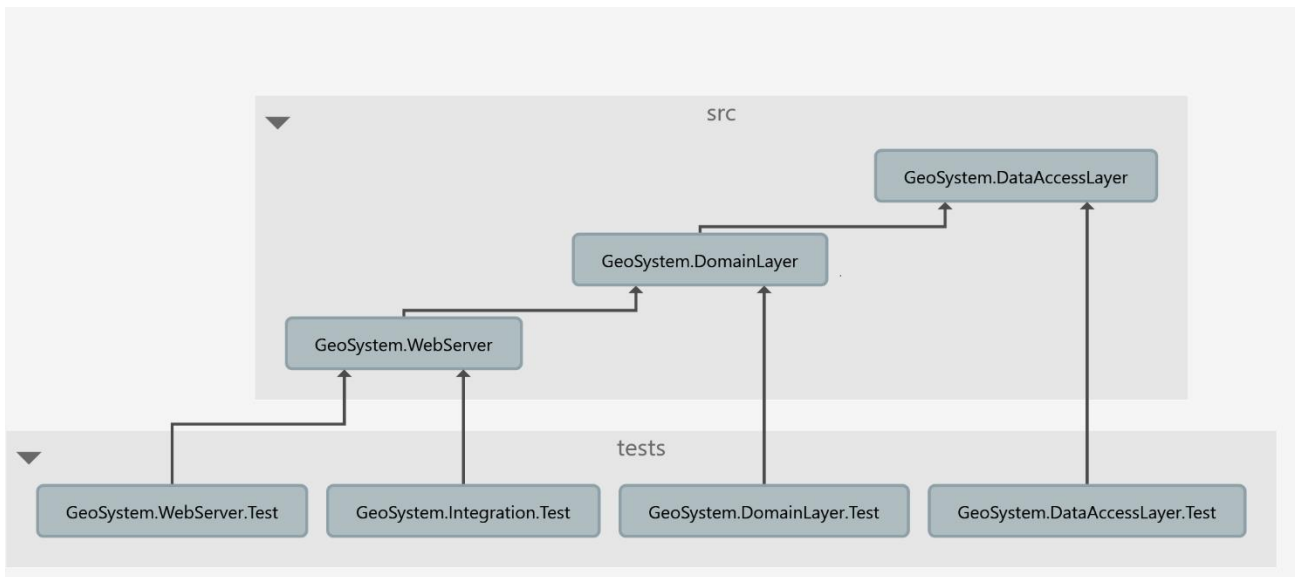 src
GeoSystem.DataAccessLayer
GeoSystem.DomainLayer
GeoSystem.WebServer
tests
GeoSystem.WebServer.Test
GeoSystem.Integration.Test
GeoSystem.DomainLayer.Test
GeoSystem.DataAccessLayer.Test